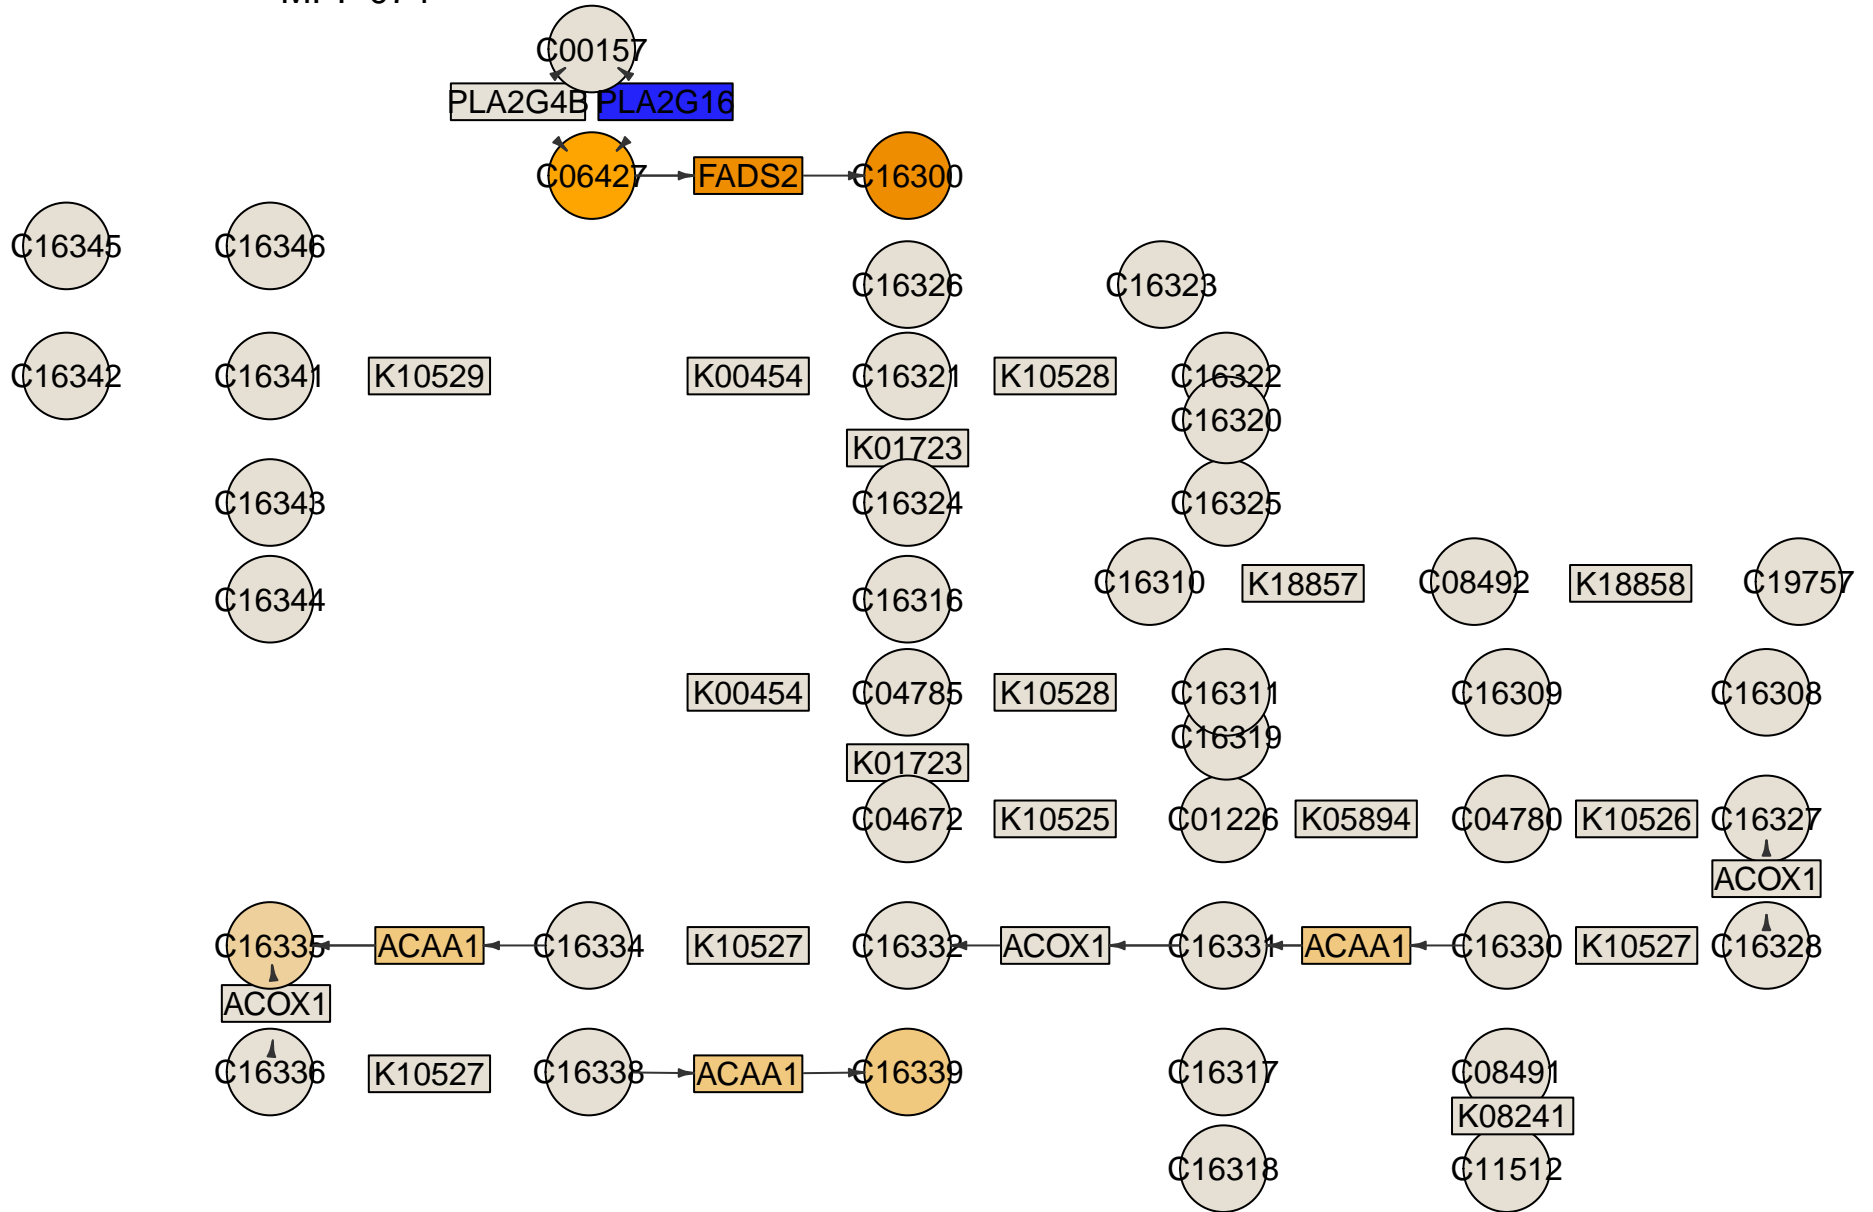 C00157
PLA2G4B PLA2G16
C06427 FADS2 C16300
C16345 C16346
C16326 C16323
C16342 C16341 K10529 K00454 C16321 K10528 C16322
C16320
K01723
C16343 C16324 C16325
C16310 K18857 C08492 K18858 C19757
C16344 C16316
K00454 C04785 K10528 C16311 C16309 C16308
C16319
K01723
C04672 K10525 C01226 K05894 C04780 K10526 C16327
ACOX1
C16335 ACAA1 C16334 K10527 C16332 ACOX1 C16331 ACAA1 C16330 K10527 C16328
ACOX1
C16336 K10527 C16338 ACAA1 C16339 C16317 C08491
K08241
C16318 C11512